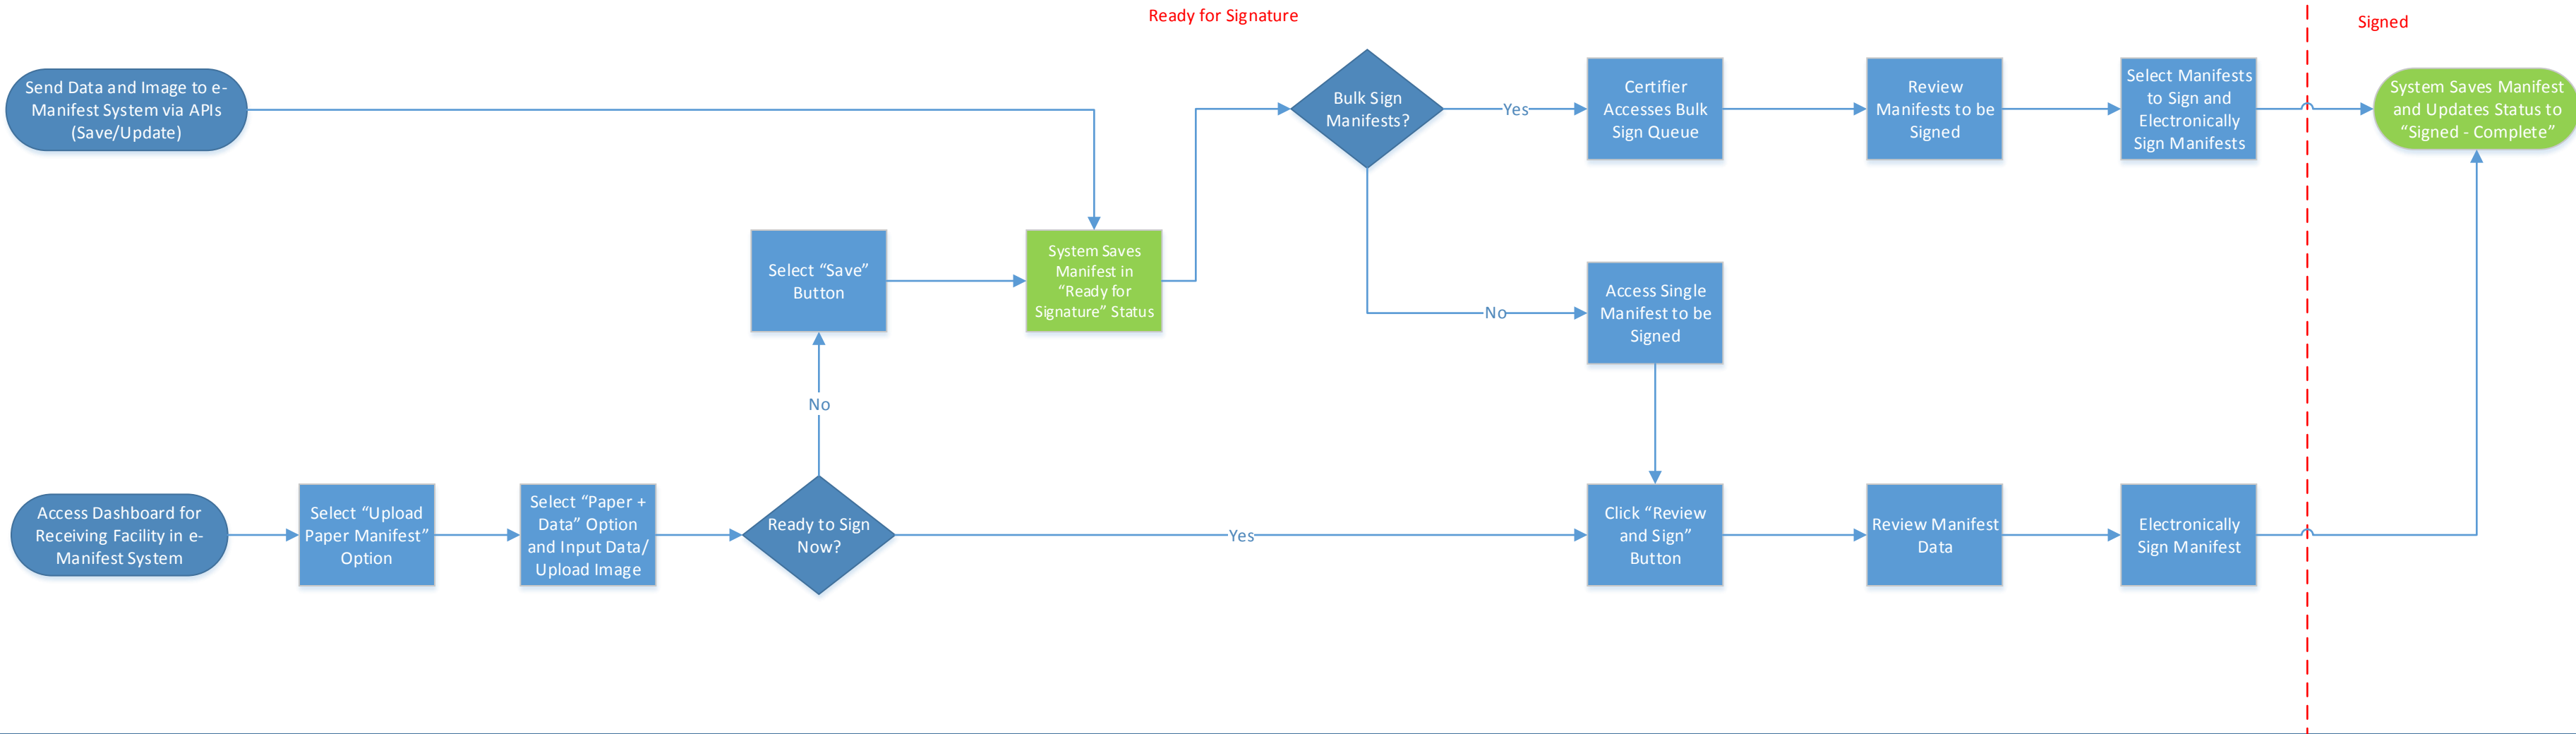 Ready for Signature
Signed
Send Data and Image to e-
Manifest System via APIs
(Save/Update)
Bulk Sign
Manifests?
Yes
Certifier
Accesses Bulk
Sign Queue
Review
Manifests to be
Signed
Select Manifests
to Sign and
Electronically
Sign Manifests
System Saves Manifest
and Updates Status to
“Signed - Complete”
Select “Save”
Button
System Saves
Manifest in
“Ready for
Signature” Status
No
Access Single
Manifest to be
Signed
No
Access Dashboard for
Receiving Facility in e-
Manifest System
Select “Upload
Paper Manifest”
Option
Select “Paper +
Data” Option
and Input Data/
Upload Image
Ready to Sign
Now?
Yes
Click “Review
and Sign”
Button
Review Manifest
Data
Electronically
Sign Manifest